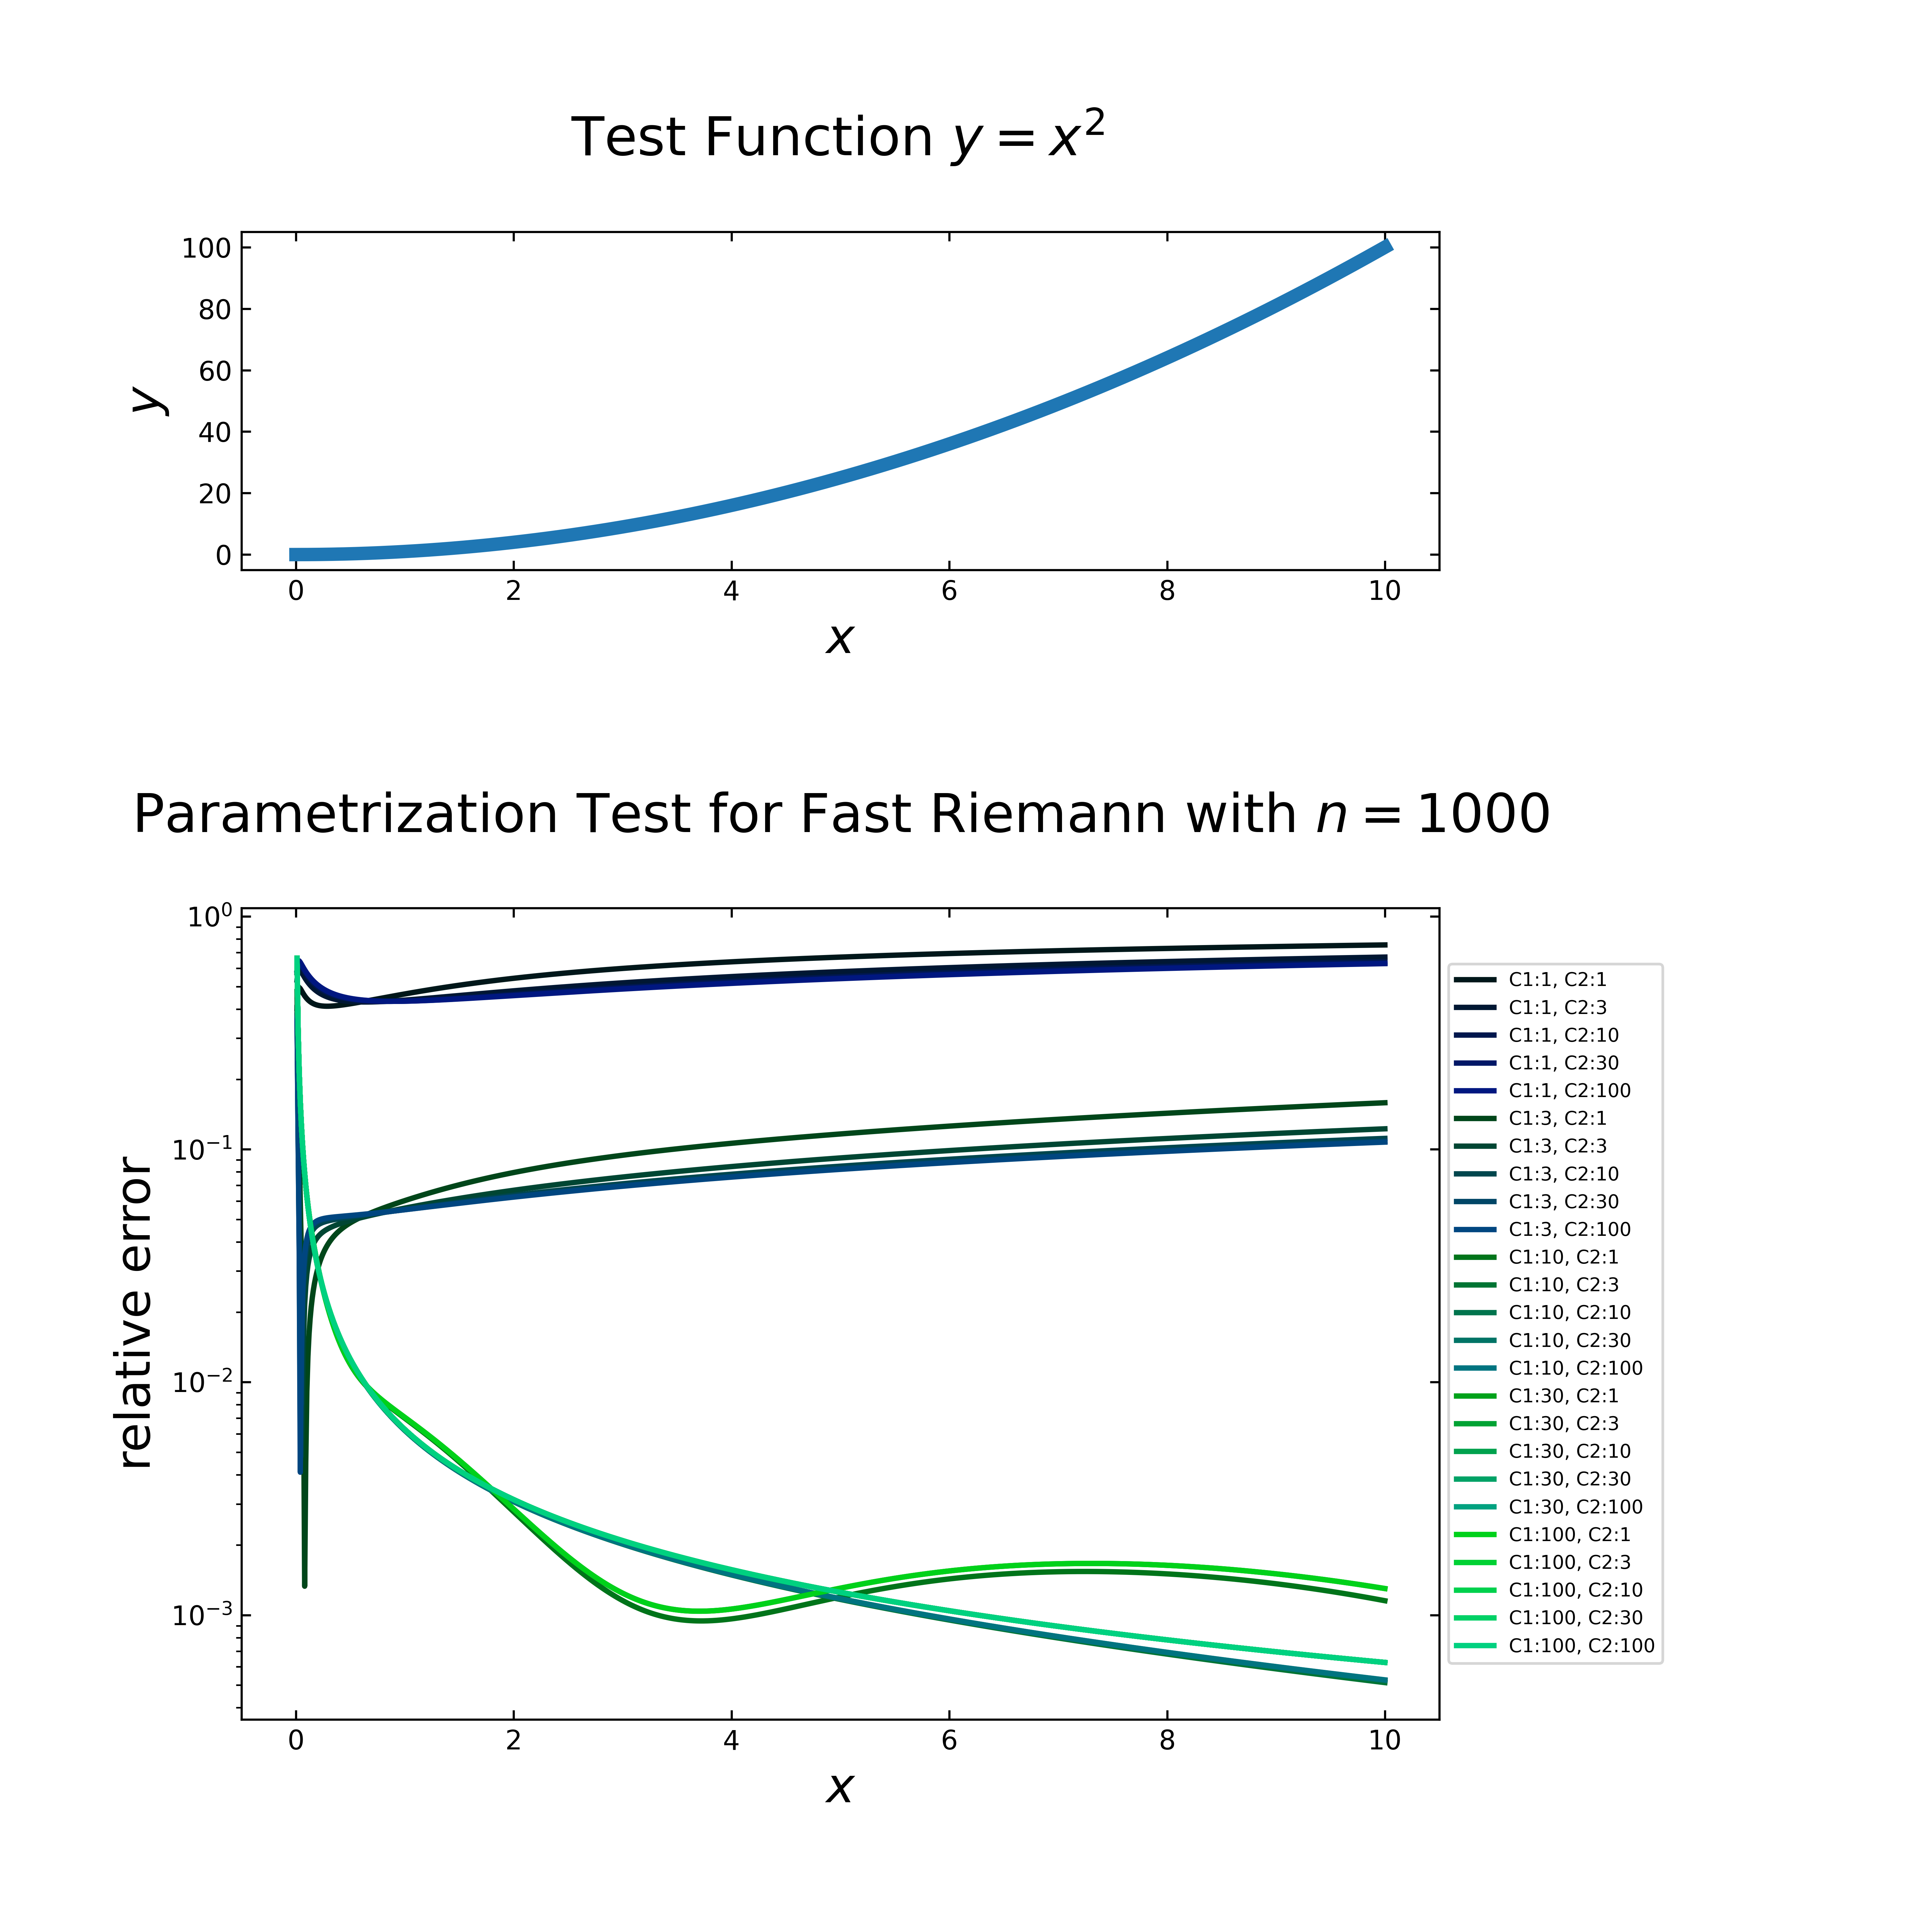 Test Function y = x²
100
80
60
40
20
0
y
0 2 4 6 8 10
x
Parametrization Test for Fast Riemann with n = 1000
10⁰
10⁻¹
10⁻²
10⁻³
relative error
0 2 4 6 8 10
x
C1:1, C2:1
C1:1, C2:3
C1:1, C2:10
C1:1, C2:30
C1:1, C2:100
C1:3, C2:1
C1:3, C2:3
C1:3, C2:10
C1:3, C2:30
C1:3, C2:100
C1:10, C2:1
C1:10, C2:3
C1:10, C2:10
C1:10, C2:30
C1:10, C2:100
C1:30, C2:1
C1:30, C2:3
C1:30, C2:10
C1:30, C2:30
C1:30, C2:100
C1:100, C2:1
C1:100, C2:3
C1:100, C2:10
C1:100, C2:30
C1:100, C2:100